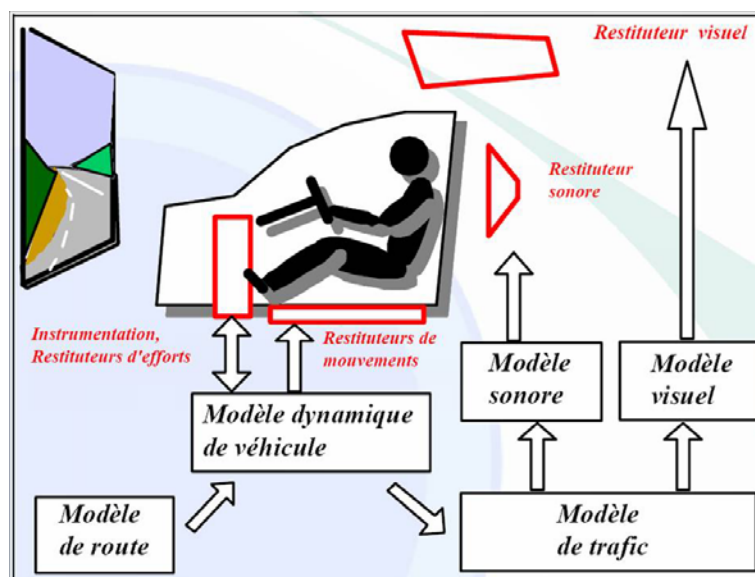 Restituteur visuel
Restituteur
sonore
Instrumentation,
Restituteurs d'efforts
Restituteurs de
mouvements
Modèle
sonore
Modèle
visuel
Modèle dynamique
de véhicule
Modèle
de route
Modèle
de trafic